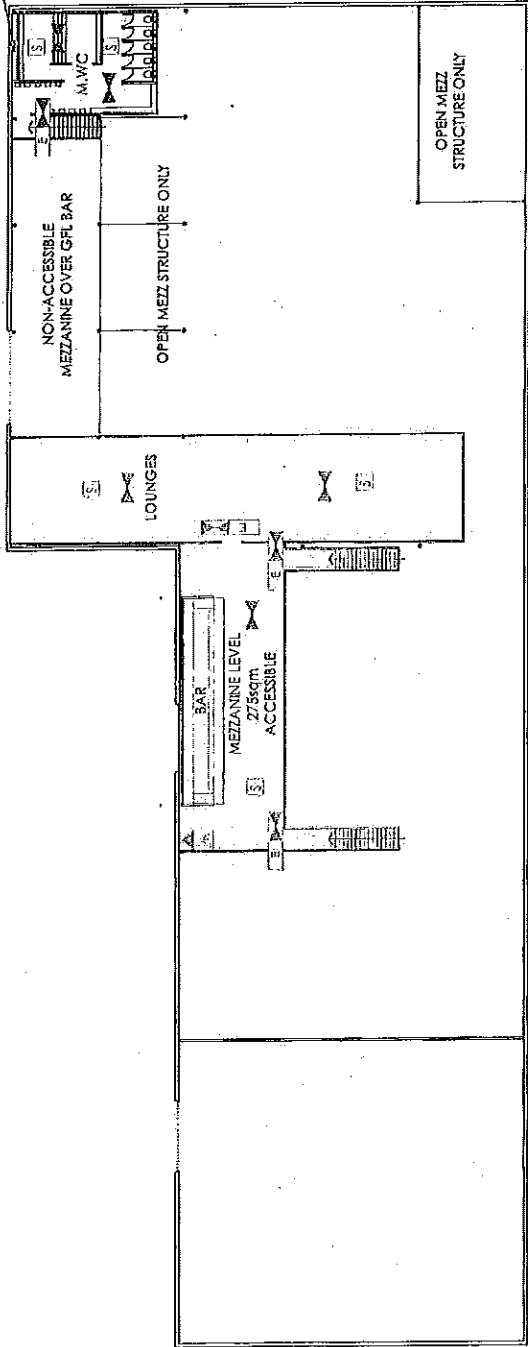 M.WC
S
S
E
NON-ACCESSIBLE
MEZZANINE OVER GFL BAR
OPEN MEZZ STRUCTURE ONLY
OPEN MEZZ
STRUCTURE ONLY
S
LOUNGES
S
E
E
BAR
MEZZANINE LEVEL
275sqm
ACCESSIBLE
S
E